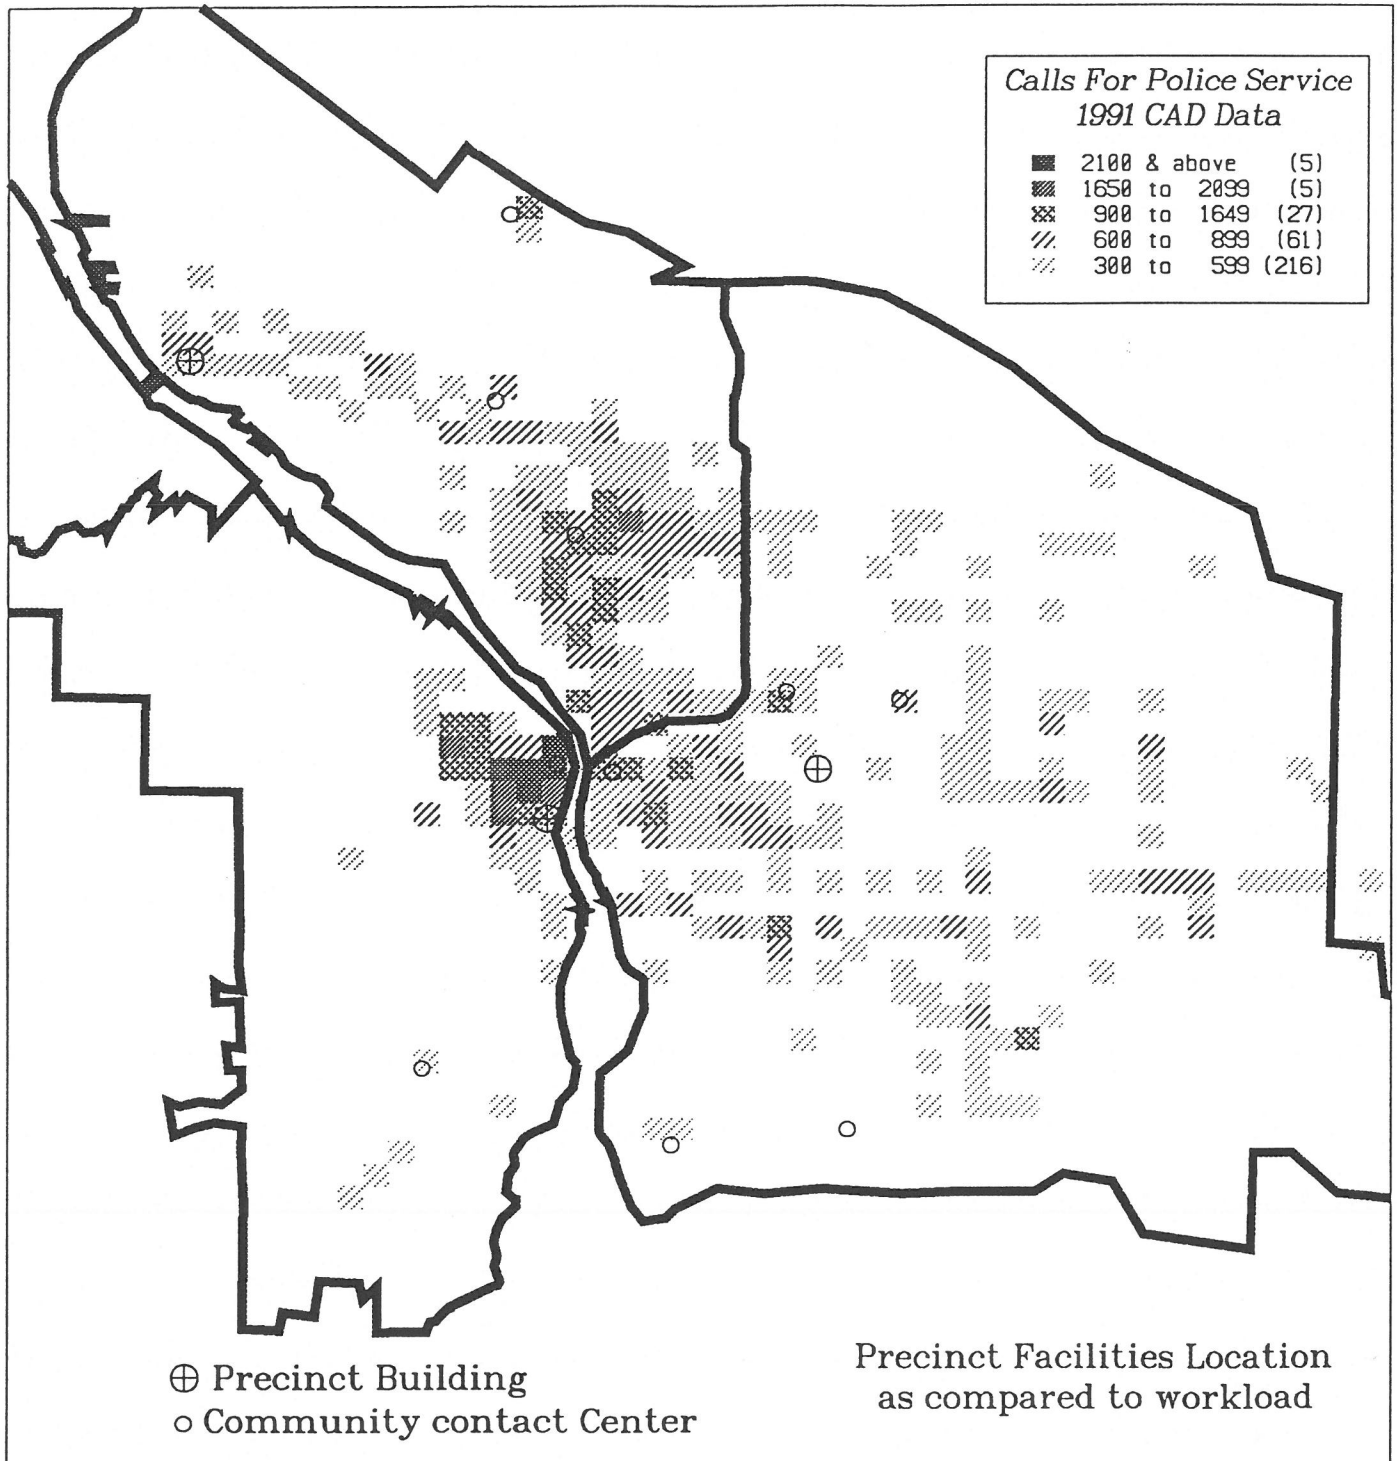 Calls For Police Service
1991 CAD Data
2100 & above (5)
1650 to 2099 (5)
900 to 1649 (27)
600 to 899 (61)
300 to 599 (216)
Precinct Building
Community contact Center
Precinct Facilities Location
as compared to workload